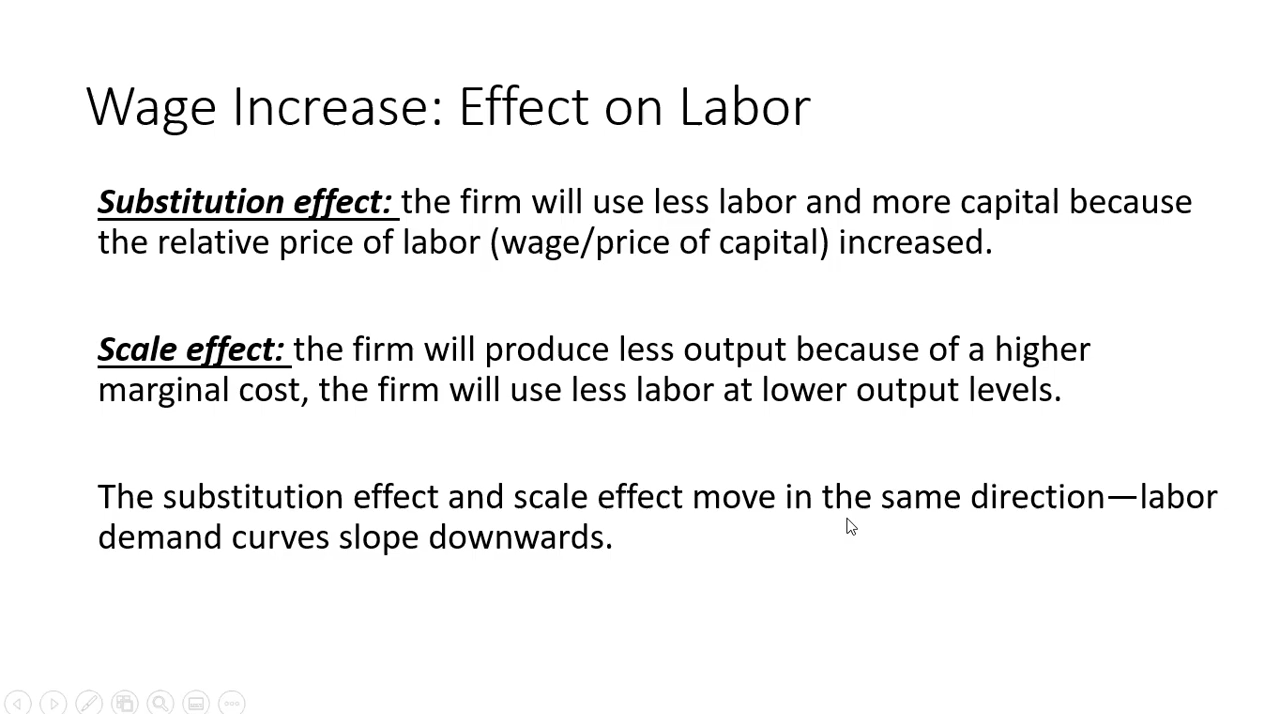 Wage Increase: Effect on Labor
Substitution effect: the firm will use less labor and more capital because
the relative price of labor (wage/price of capital) increased.
Scale effect: the firm will produce less output because of a higher
marginal cost, the firm will use less labor at lower output levels.
The substitution effect and scale effect move in the same direction—labor
demand curves slope downwards.